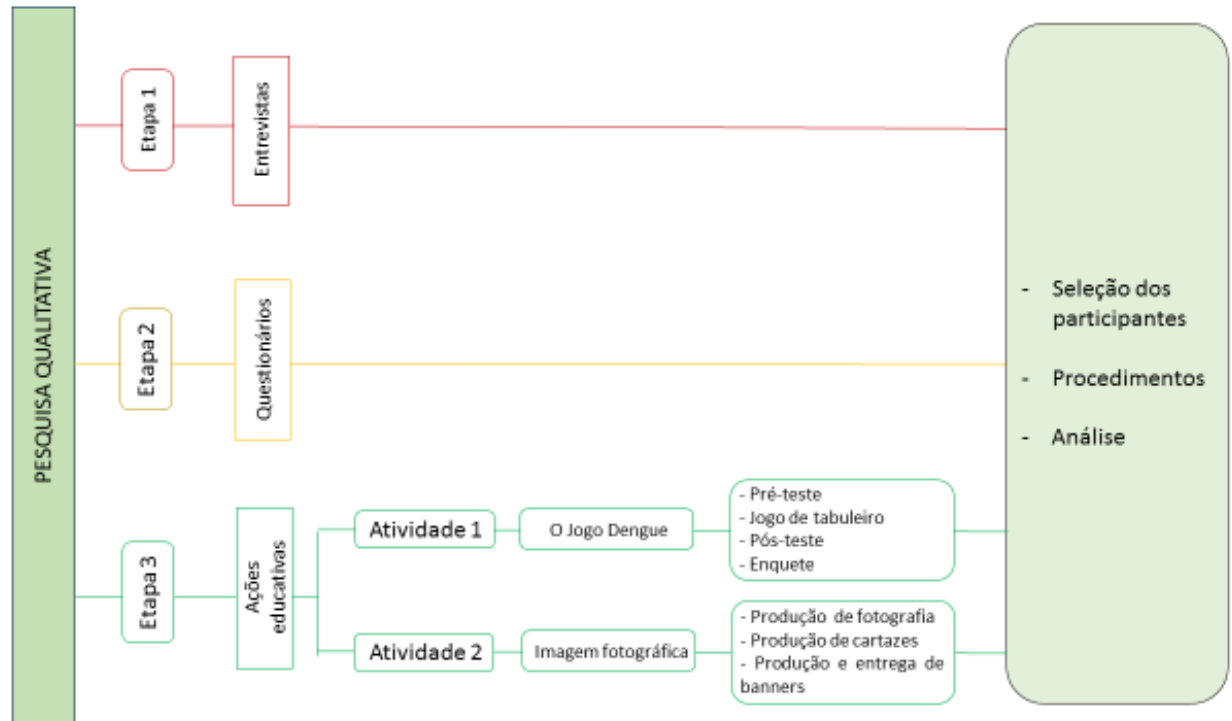 PESQUISA QUALITATIVA
Etapa 1
Entrevistas
Etapa 2
Questionários
Etapa 3
Ações
educativas
Atividade 1
O Jogo Dengue
- Pré-teste
- Jogo de tabuleiro
- Pós-teste
- Enquete
Atividade 2
Imagem fotográfica
- Produção de fotografia
- Produção de cartazes
- Produção e entrega de
banners
- Seleção dos
participantes
- Procedimentos
- Análise